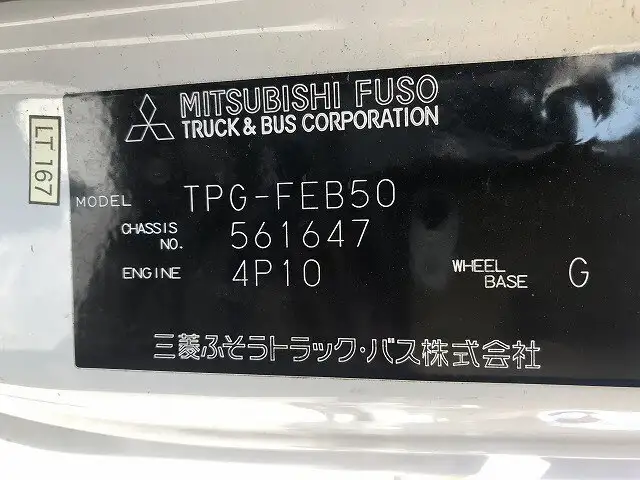 MITSUBISHI FUSO
TRUCK & BUS CORPORATION
LT 167
MODEL TPG-FEB50
CHASSIS NO. 561647
ENGINE 4P10 WHEEL BASE G
三菱ふそうトラック・バス株式会社